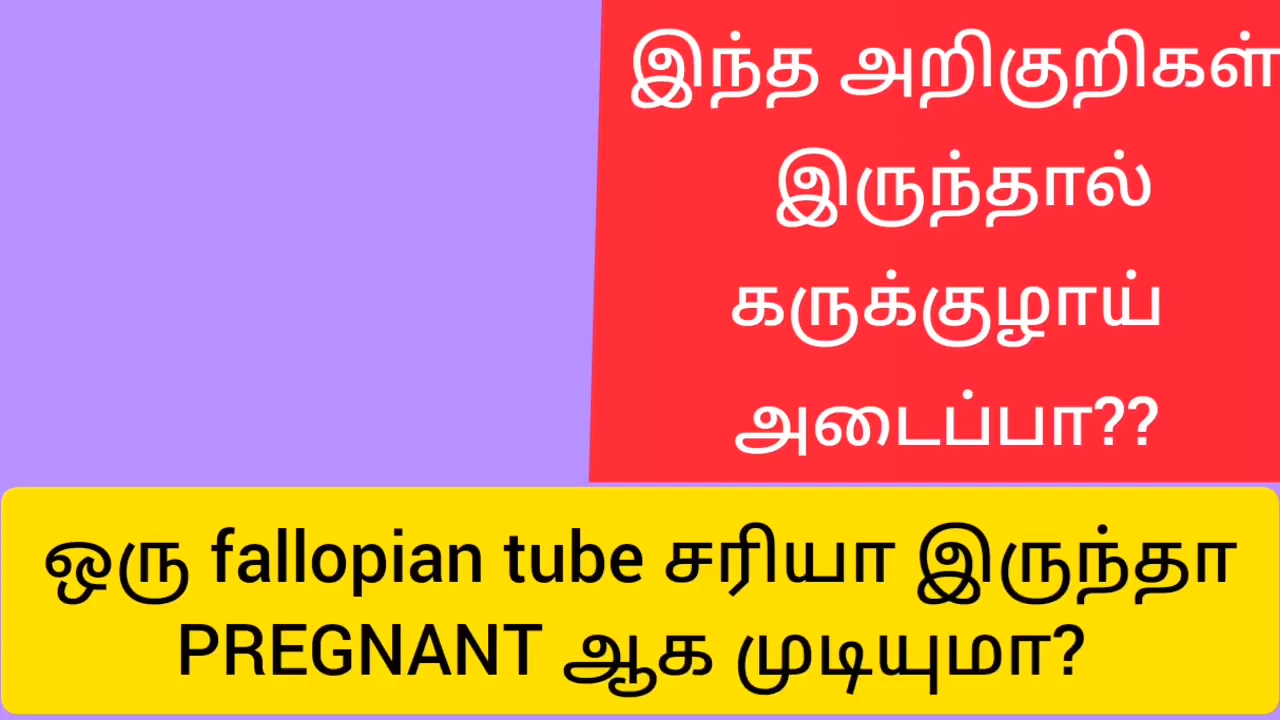 இந்த அறிகுறிகள்
இருந்தால்
கருக்குழாய்
அடைப்பா??
ஒரு fallopian tube சரியா இருந்தா
PREGNANT ஆக முடியுமா?